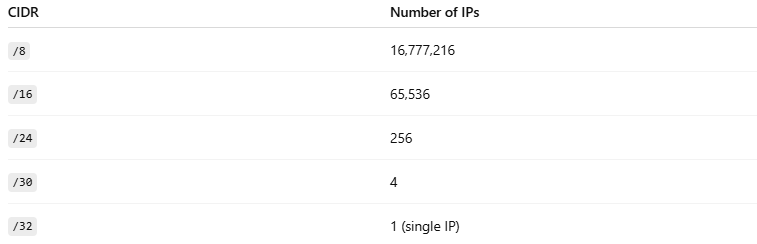 CIDR Number of IPs
/8 16,777,216
/16 65,536
/24 256
/30 4
/32 1 (single IP)